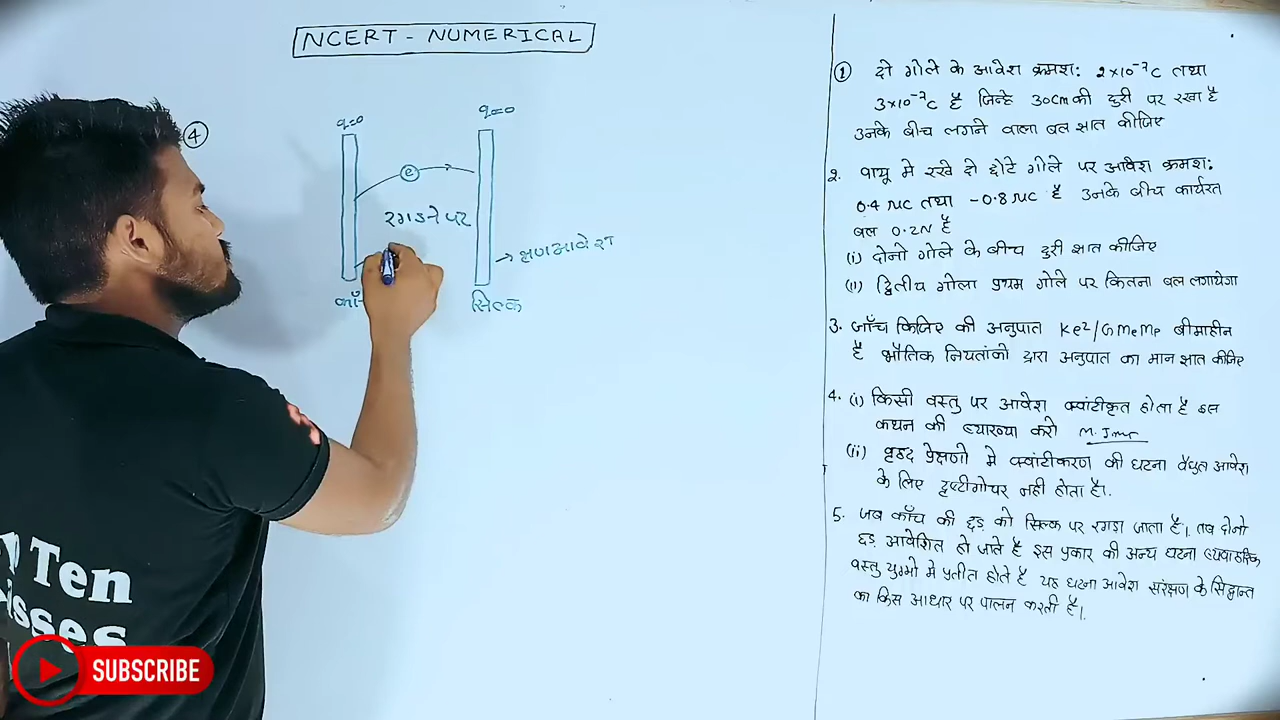 NCERT - NUMERICAL
④
q=0
q=0
e
रगडने पर
→ ऋणआवेश
काँ
सिल्क
① दो गोले के आवेश क्रमश: 2×10⁻⁷C तथा
3×10⁻⁷C है जिन्हे 30cm की दुरी पर रखा है
उनके बीच लगने वाला बल ज्ञात कीजिए
2. वायु मे रखे दो छोटे गोले पर आवेश क्रमश:
0.4 μC तथा -0.8 μC है उनके बीच कार्यरत
बल 0.2N है
(i) दोनो गोले के बीच दुरी ज्ञात कीजिए
(ii) द्वितीय गोला प्रथम गोले पर कितना बल लगायेगा
3. जाँच किजिए की अनुपात ke²/GMeMp बीमाहीन
है भौतिक नियतांको द्वारा अनुपात का मान ज्ञात कीजिए
4. (i) किसी वस्तु पर आवेश क्वांटीकृत होता है इस
कथन की व्याख्या करो
(ii) वृहद प्रेक्षणो मे क्वांटीकरण की घटना वैधुत आवेश
के लिए दृष्टीगोचर नही होता है।
5. जब काँच की छड़ को सिल्क पर रगडा जाता है। तब दोनो
छड़ आवेशित हो जाते है इस प्रकार की अन्य घटना
वस्तु युग्मो मे प्रतीत होते है यह घटना आवेश संरक्षण के सिद्धान्त
का किस आधार पर पालन करती है।
Ten
sses
SUBSCRIBE